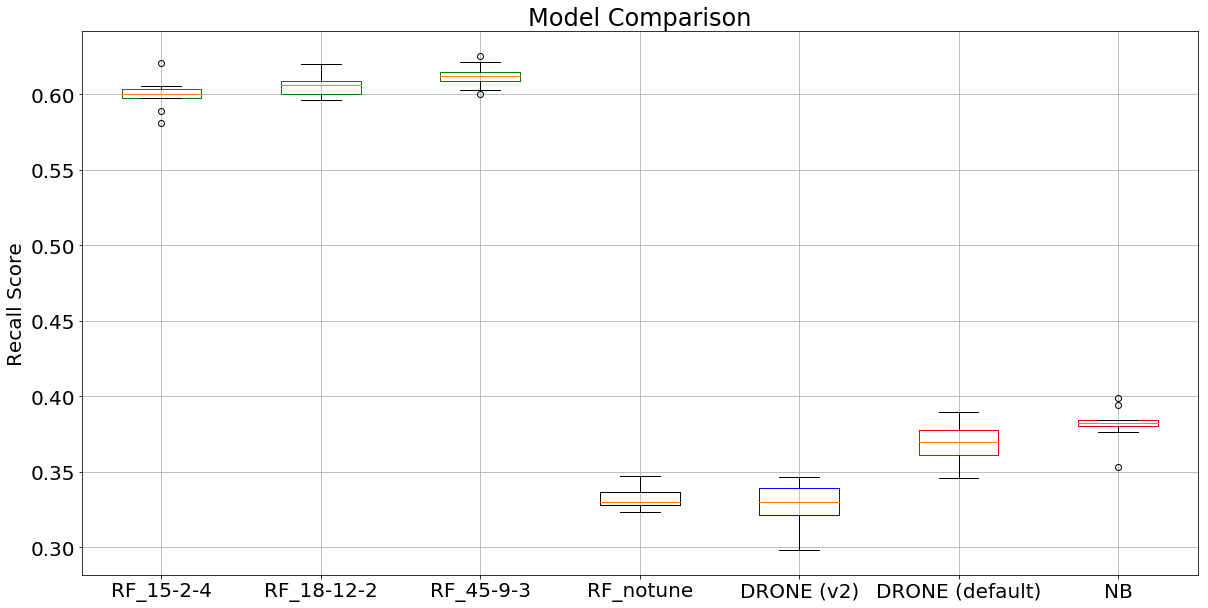 Model Comparison
Recall Score
0.60
0.55
0.50
0.45
0.40
0.35
0.30
RF_15-2-4 RF_18-12-2 RF_45-9-3 RF_notune DRONE (v2) DRONE (default) NB